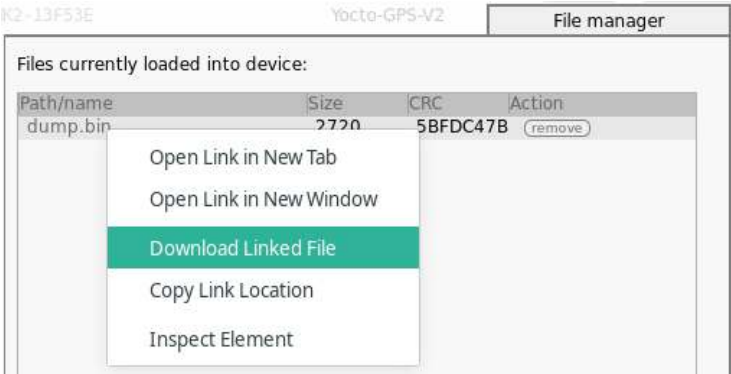 K2-13F53E Yocto-GPS-V2 File manager
Files currently loaded into device:
Path/name Size CRC Action
dump.bin 2720 5BFDC47B remove
Open Link in New Tab
Open Link in New Window
Download Linked File
Copy Link Location
Inspect Element